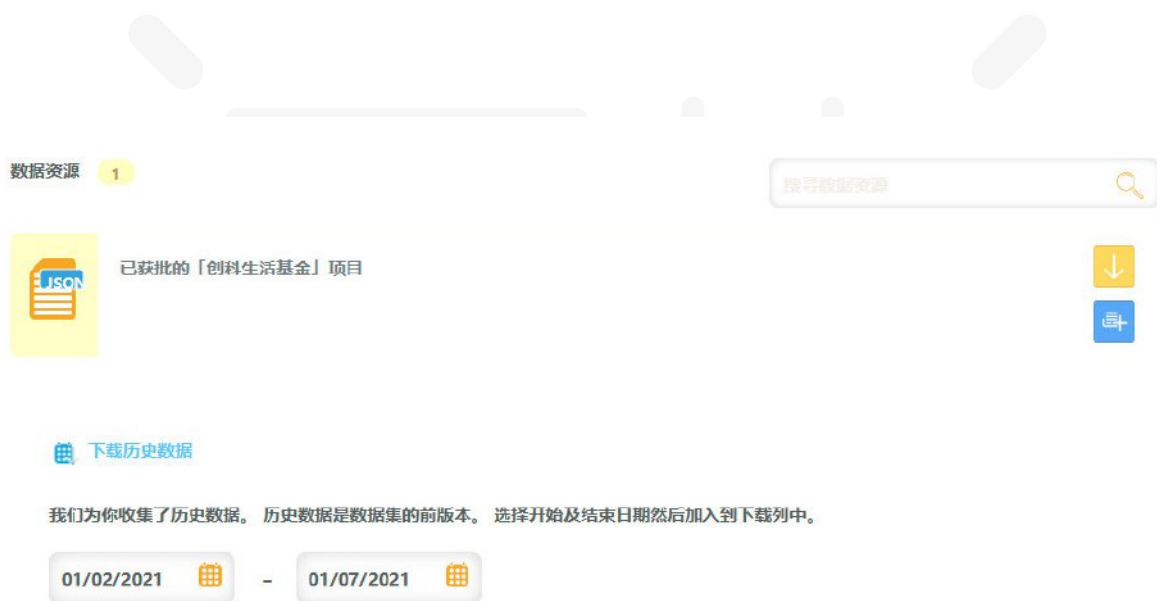 数据资源 1
搜寻数据资源
JSON
已获批的「创科生活基金」项目
下载历史数据
我们为你收集了历史数据。 历史数据是数据集的前版本。 选择开始及结束日期然后加入到下载列中。
01/02/2021 - 01/07/2021